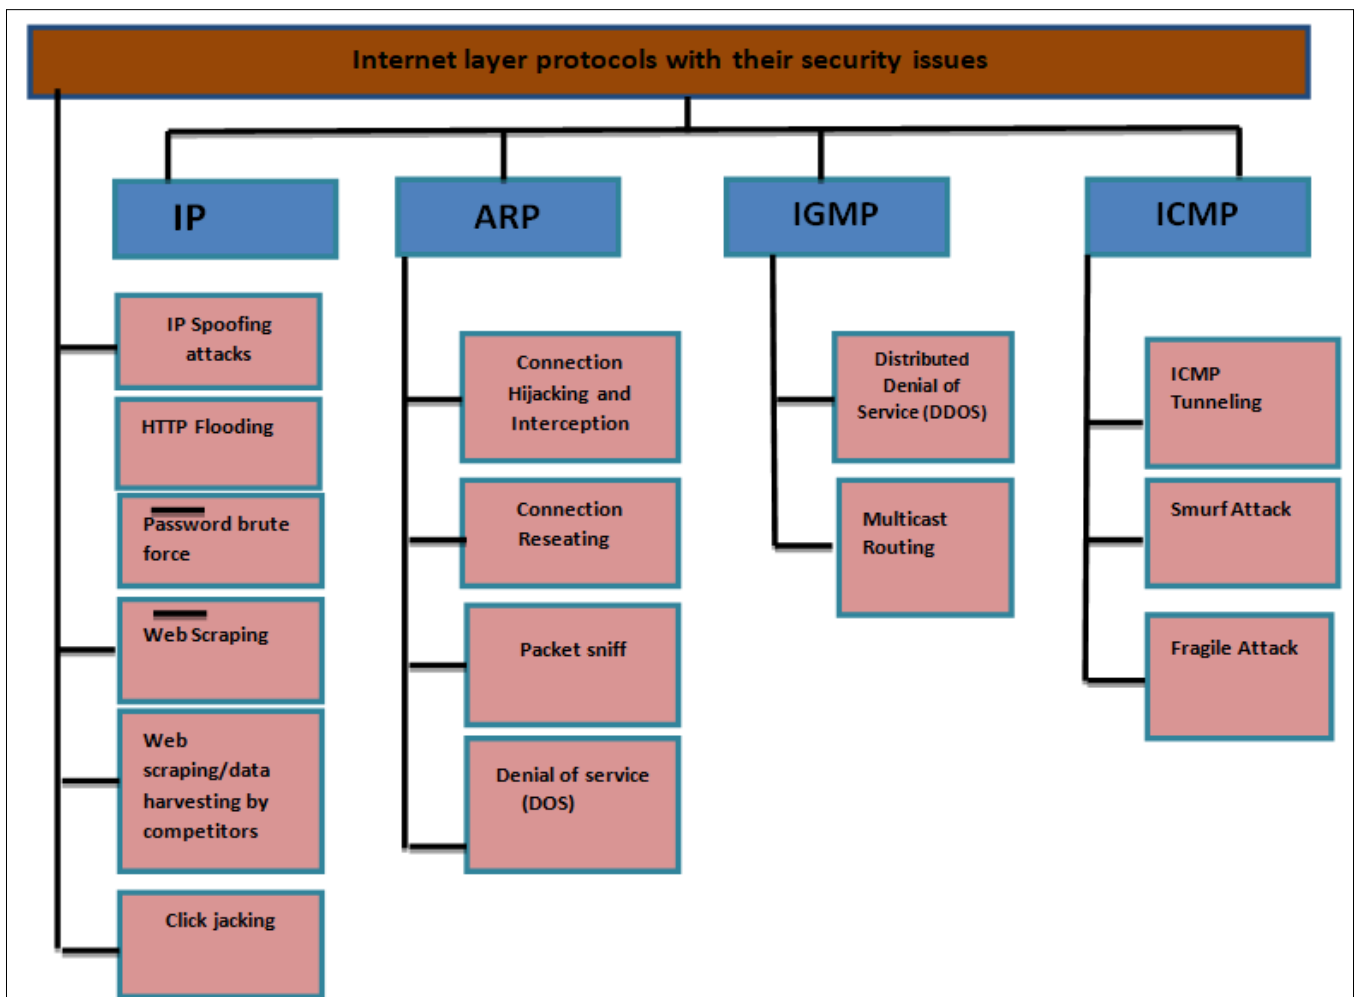 Internet layer protocols with their security issues
IP
ARP
IGMP
ICMP
IP Spoofing
attacks
HTTP Flooding
Password brute
force
Web Scraping
Web
scraping/data
harvesting by
competitors
Click jacking
Connection
Hijacking and
Interception
Connection
Reseating
Packet sniff
Denial of service
(DOS)
Distributed
Denial of
Service (DDOS)
Multicast
Routing
ICMP
Tunneling
Smurf Attack
Fragile Attack